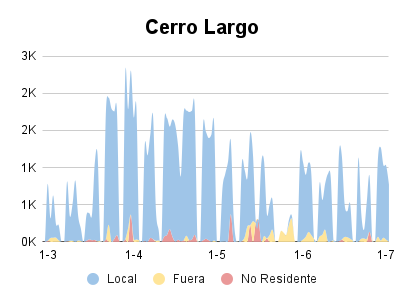 Cerro Largo
3K
2K
2K
1K
1K
0K
1-3 1-4 1-5 1-6 1-7
Local Fuera No Residente